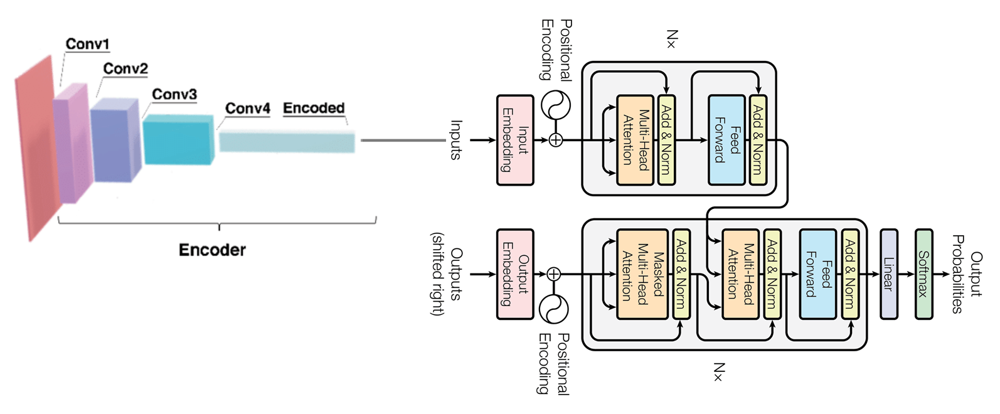 Conv1
Conv2
Conv3
Conv4
Encoded
Encoder
Inputs
Input
Embedding
Positional
Encoding
Nx
Multi-Head
Attention
Add & Norm
Feed
Forward
Add & Norm
Outputs
(shifted right)
Output
Embedding
Positional
Encoding
Masked
Multi-Head
Attention
Add & Norm
Multi-Head
Attention
Add & Norm
Feed
Forward
Add & Norm
Nx
Linear
Softmax
Output
Probabilities